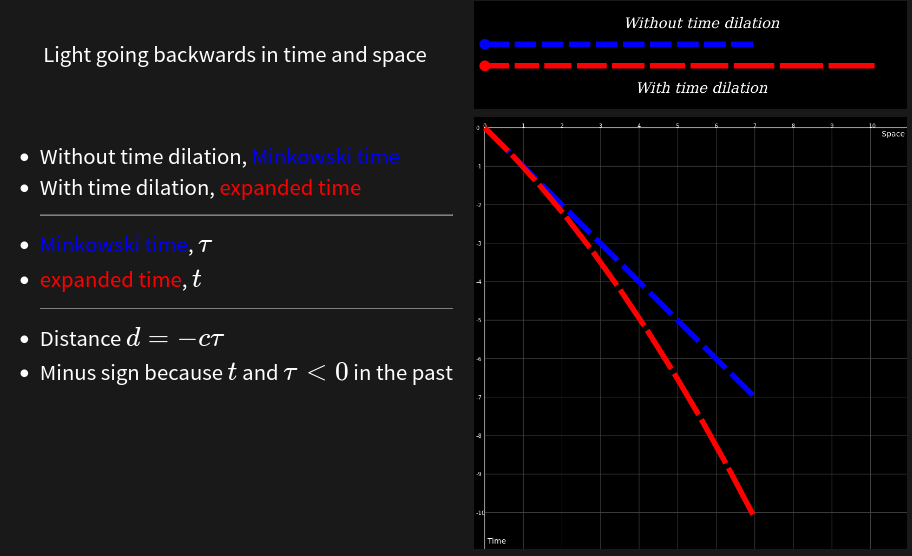 Light going backwards in time and space
• Without time dilation, Minkowski time
• With time dilation, expanded time
• Minkowski time, τ
• expanded time, t
• Distance d = −cτ
• Minus sign because t and τ < 0 in the past
Without time dilation
With time dilation
0 1 2 3 4 5 6 7 8 9 10
Space
0
-1
-2
-3
-4
-5
-6
-7
-8
-9
-10
Time